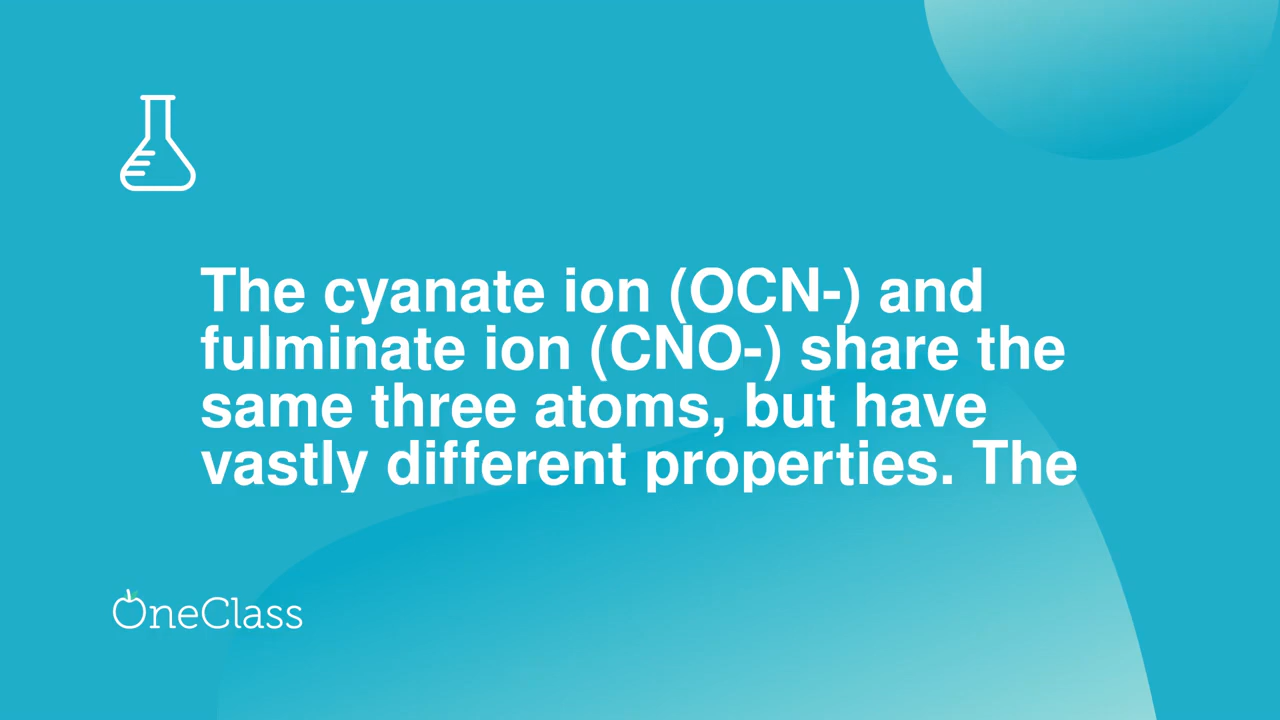 The cyanate ion (OCN-) and
fulminate ion (CNO-) share the
same three atoms, but have
vastly different properties. The
OneClass